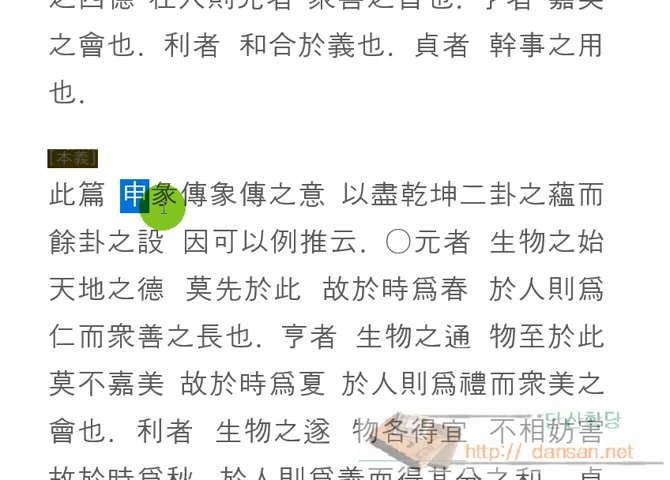 之四德 在人則元者 衆善之首也. 亨者 嘉美
之會也. 利者 和合於義也. 貞者 幹事之用
也.
[本義]
此篇 申彖傳象傳之意 以盡乾坤二卦之蘊而
餘卦之設 因可以例推云. ○元者 生物之始
天地之德 莫先於此 故於時爲春 於人則爲
仁而衆善之長也. 亨者 生物之通 物至於此
莫不嘉美 故於時爲夏 於人則爲禮而衆美之
會也. 利者 生物之遂 物各得宜 不相妨害
故於時爲秋 於人則爲義而得其分之和. 貞
단산학당
http://dansan.net